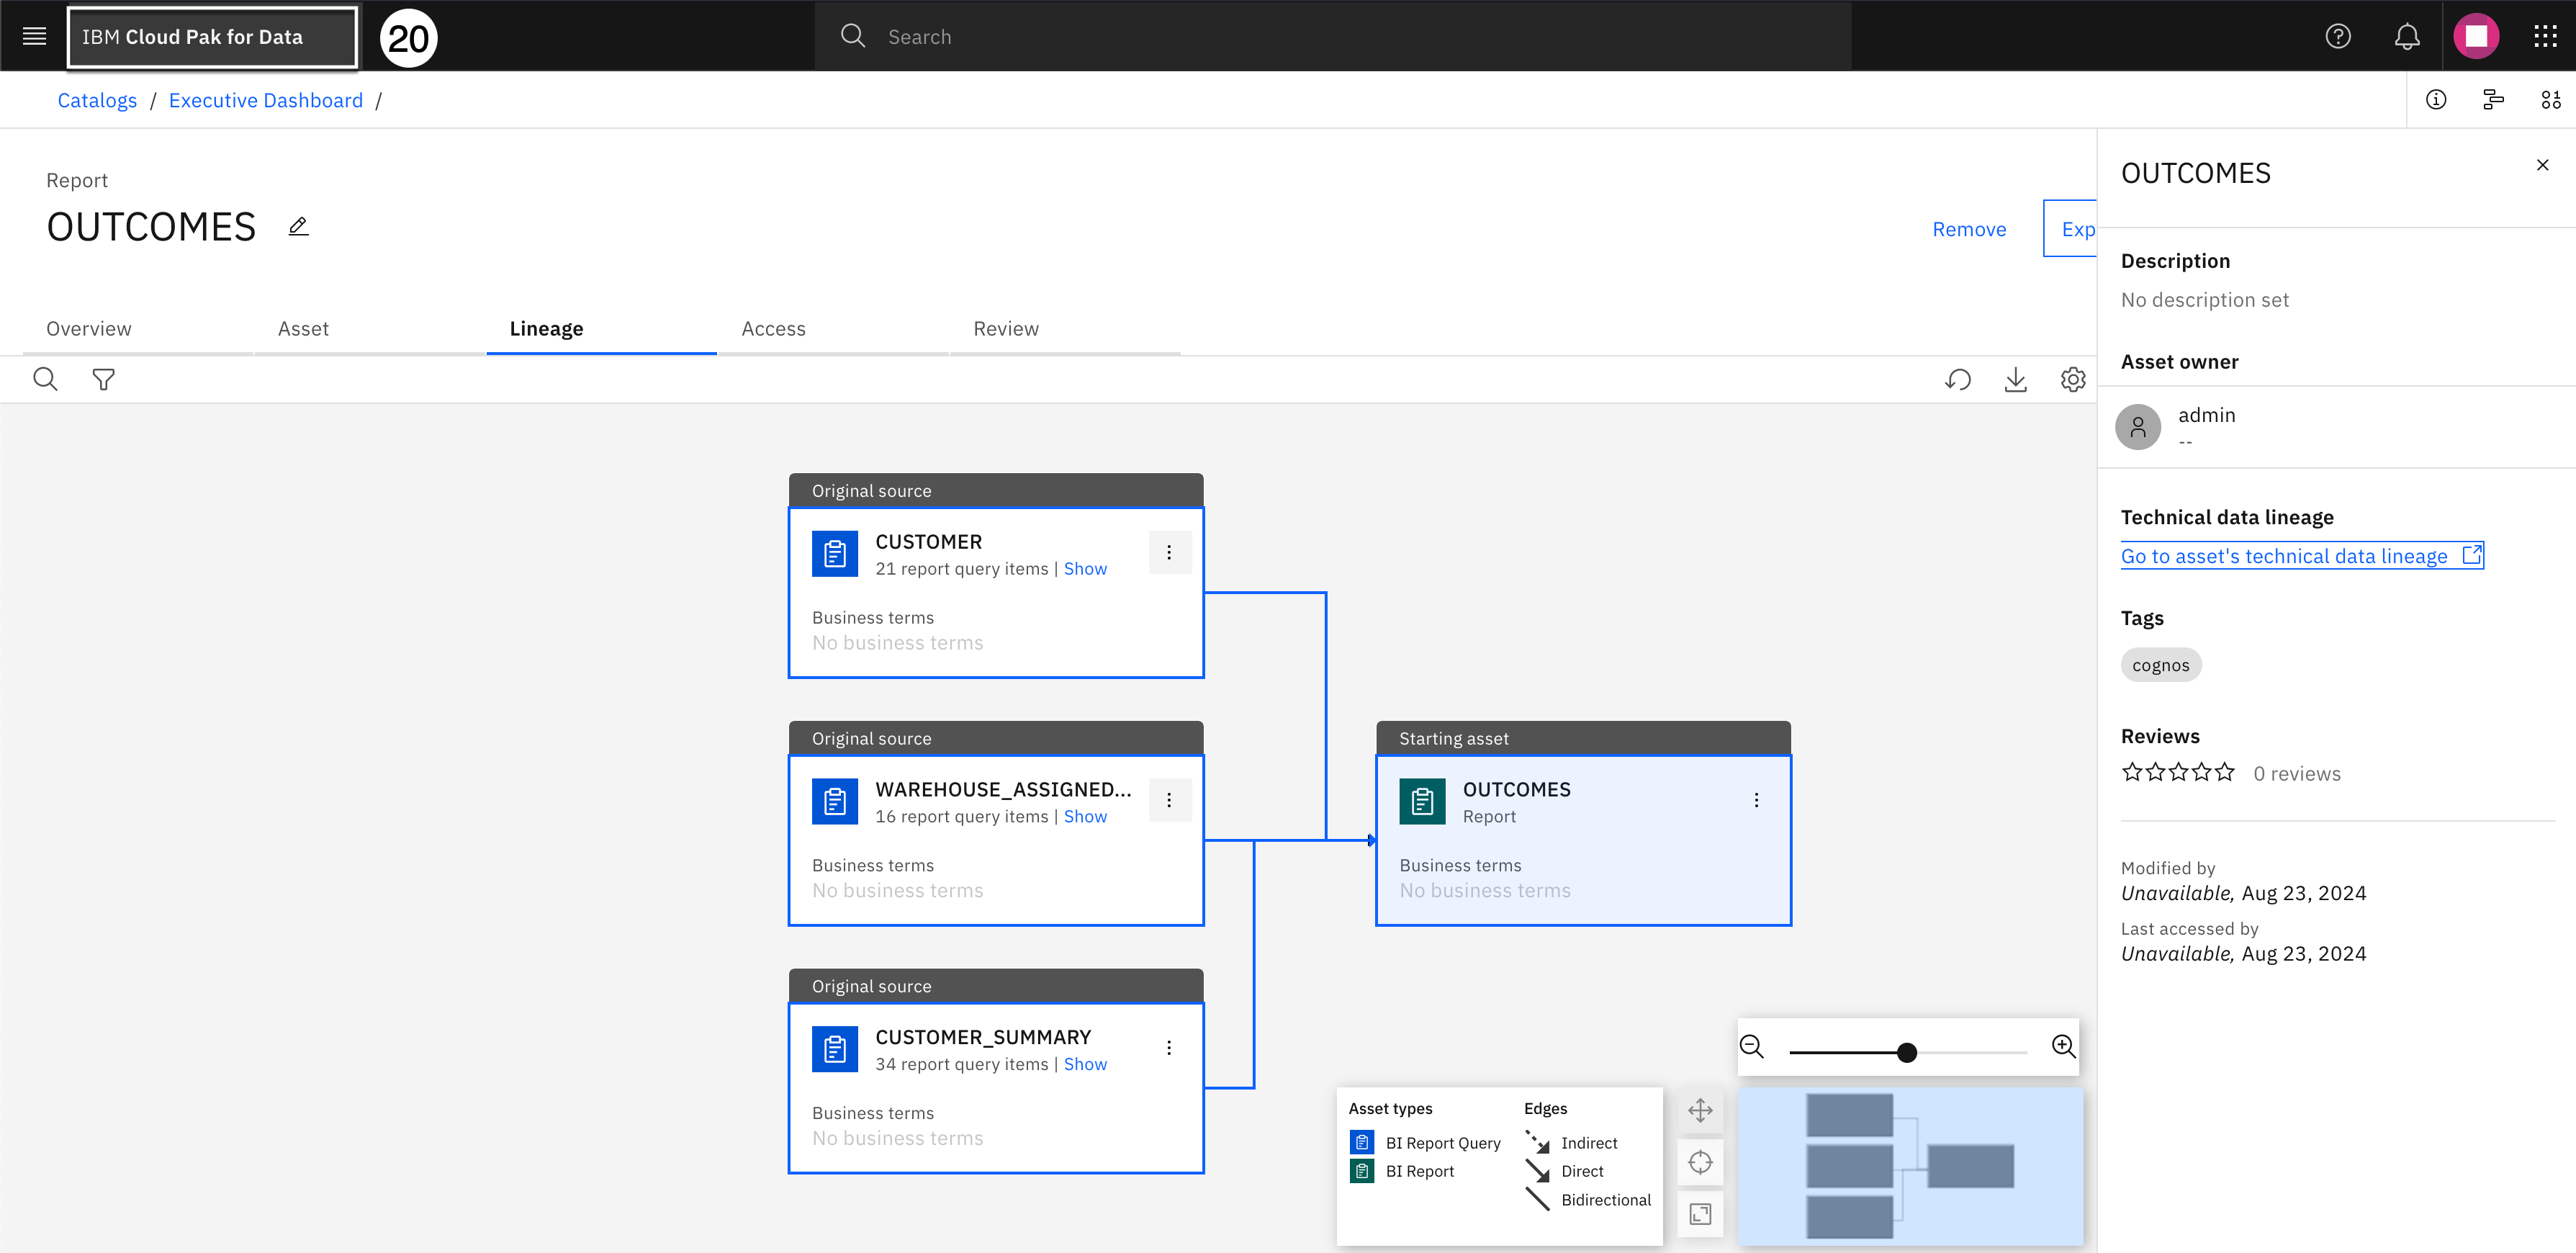 IBM Cloud Pak for Data
20
Search
Catalogs / Executive Dashboard /
Report
OUTCOMES
Remove
Exp
Overview
Asset
Lineage
Access
Review
Original source
CUSTOMER
21 report query items | Show
Business terms
No business terms
Original source
WAREHOUSE_ASSIGNED...
16 report query items | Show
Business terms
No business terms
Original source
CUSTOMER_SUMMARY
34 report query items | Show
Business terms
No business terms
Starting asset
OUTCOMES
Report
Business terms
No business terms
Asset types
BI Report Query
BI Report
Edges
Indirect
Direct
Bidirectional
OUTCOMES
Description
No description set
Asset owner
admin
--
Technical data lineage
Go to asset's technical data lineage
Tags
cognos
Reviews
0 reviews
Modified by
Unavailable, Aug 23, 2024
Last accessed by
Unavailable, Aug 23, 2024